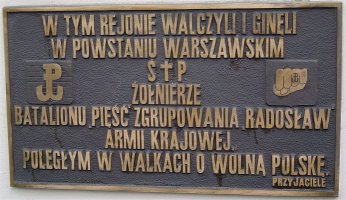 W TYM REJONIE WALCZYLI I GINĘLI
W POWSTANIU WARSZAWSKIM
Ś † P
ŻOŁNIERZE
BATALIONU „PIĘŚĆ” ZGRUPOWANIA „RADOSŁAW”
ARMII KRAJOWEJ.
POLEGŁYM W WALKACH O WOLNĄ POLSKĘ
PRZYJACIELE